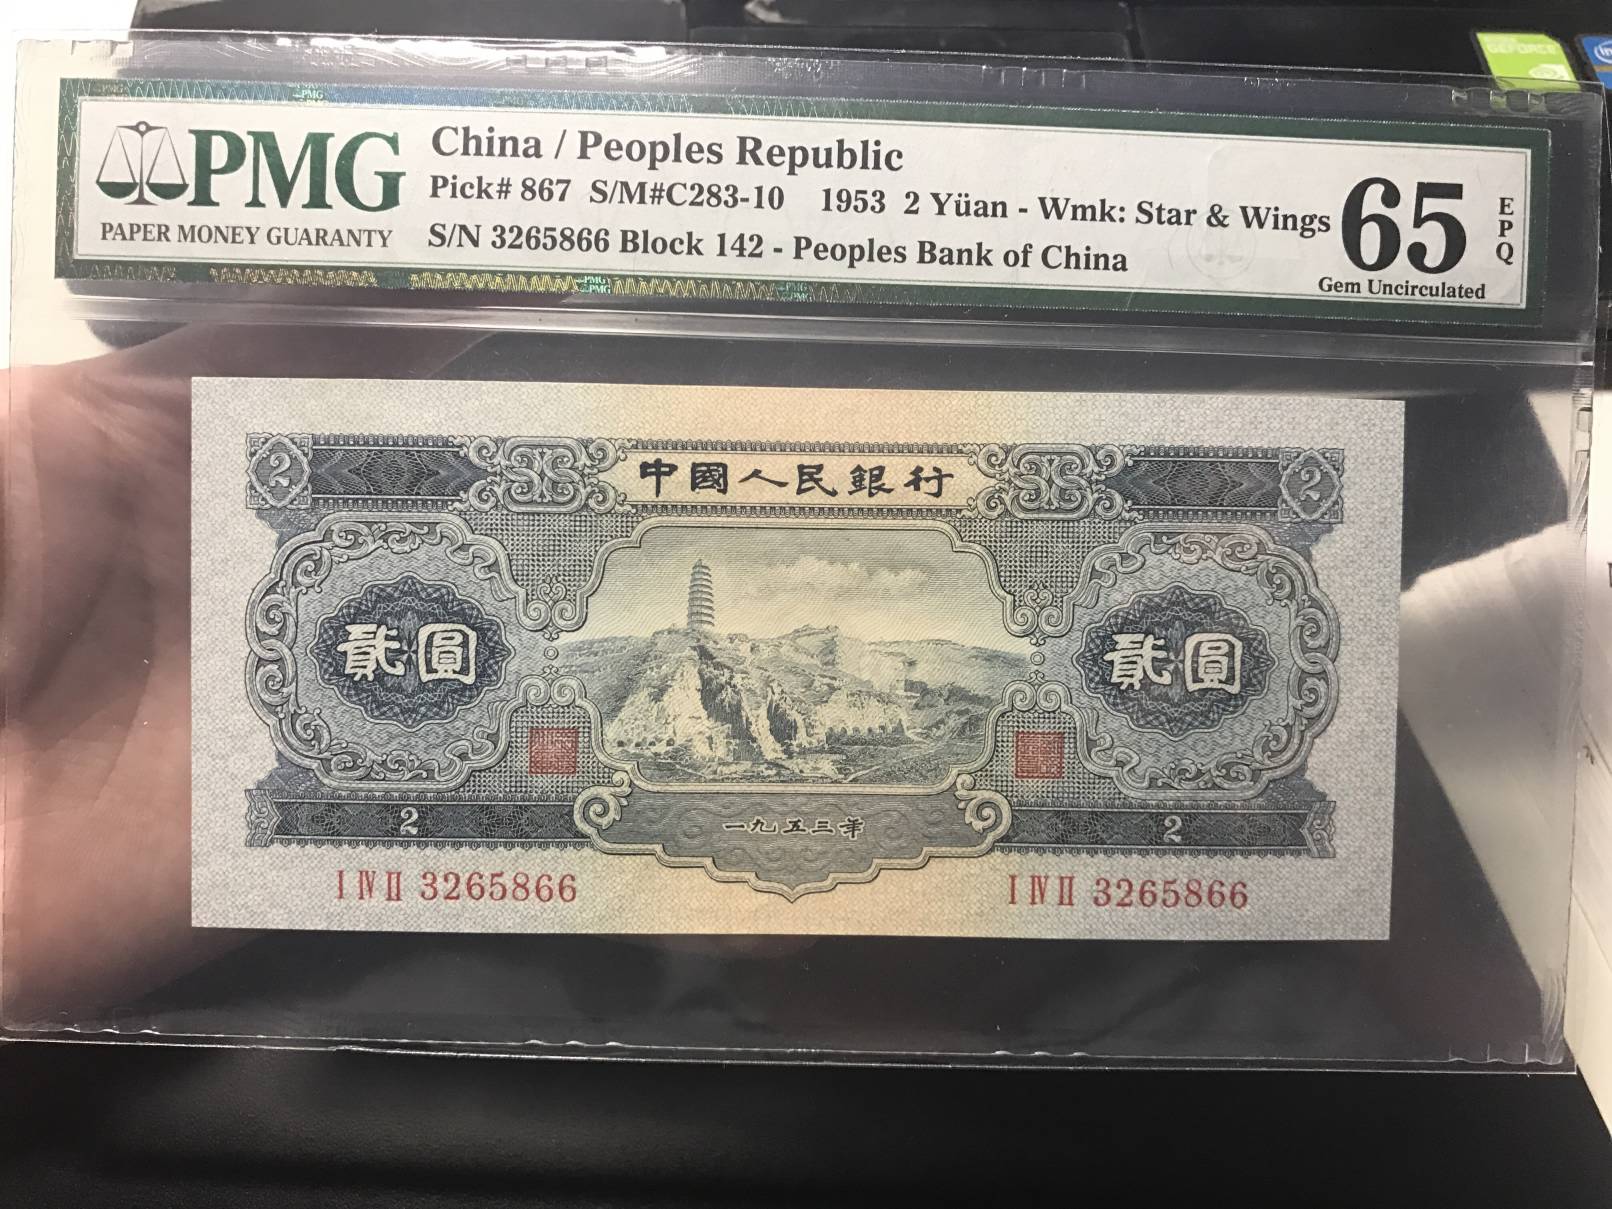 GEFORCE
PMG
PAPER MONEY GUARANTY
China / Peoples Republic
Pick# 867 S/M#C283-10 1953 2 Yüan - Wmk: Star & Wings
S/N 3265866 Block 142 - Peoples Bank of China
65
EPQ
Gem Uncirculated
2
中國人民銀行
2
貳圓
貳圓
2
一九五三年
2
I IV II 3265866
I IV II 3265866